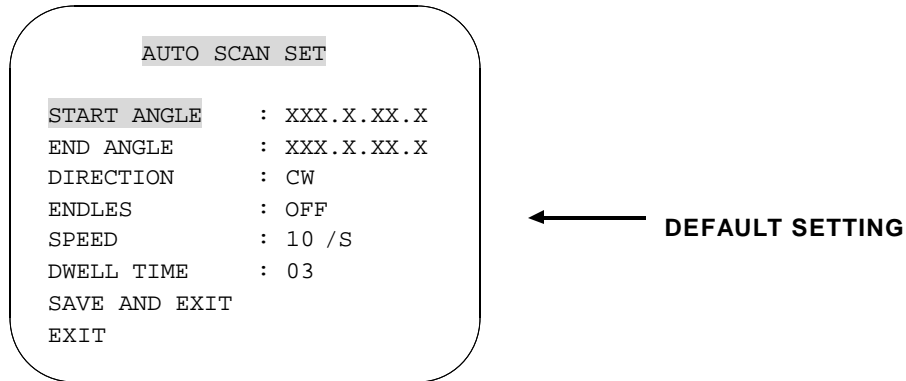 AUTO SCAN SET
START ANGLE : XXX.X.XX.X
END ANGLE : XXX.X.XX.X
DIRECTION : CW
ENDLES : OFF
SPEED : 10 /S
DWELL TIME : 03
SAVE AND EXIT
EXIT
DEFAULT SETTING